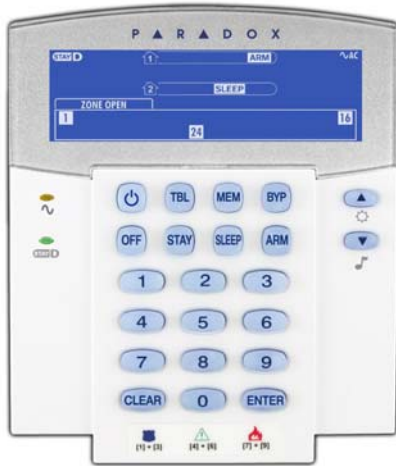 PARADOX
STAY D
1 ARM
AC
2 SLEEP
ZONE OPEN
1 16
24
TBL MEM BYP
OFF STAY SLEEP ARM
STAY D
1 2 3
4 5 6
7 8 9
CLEAR 0 ENTER
[1] + [3] [4] + [6] [7] + [9]